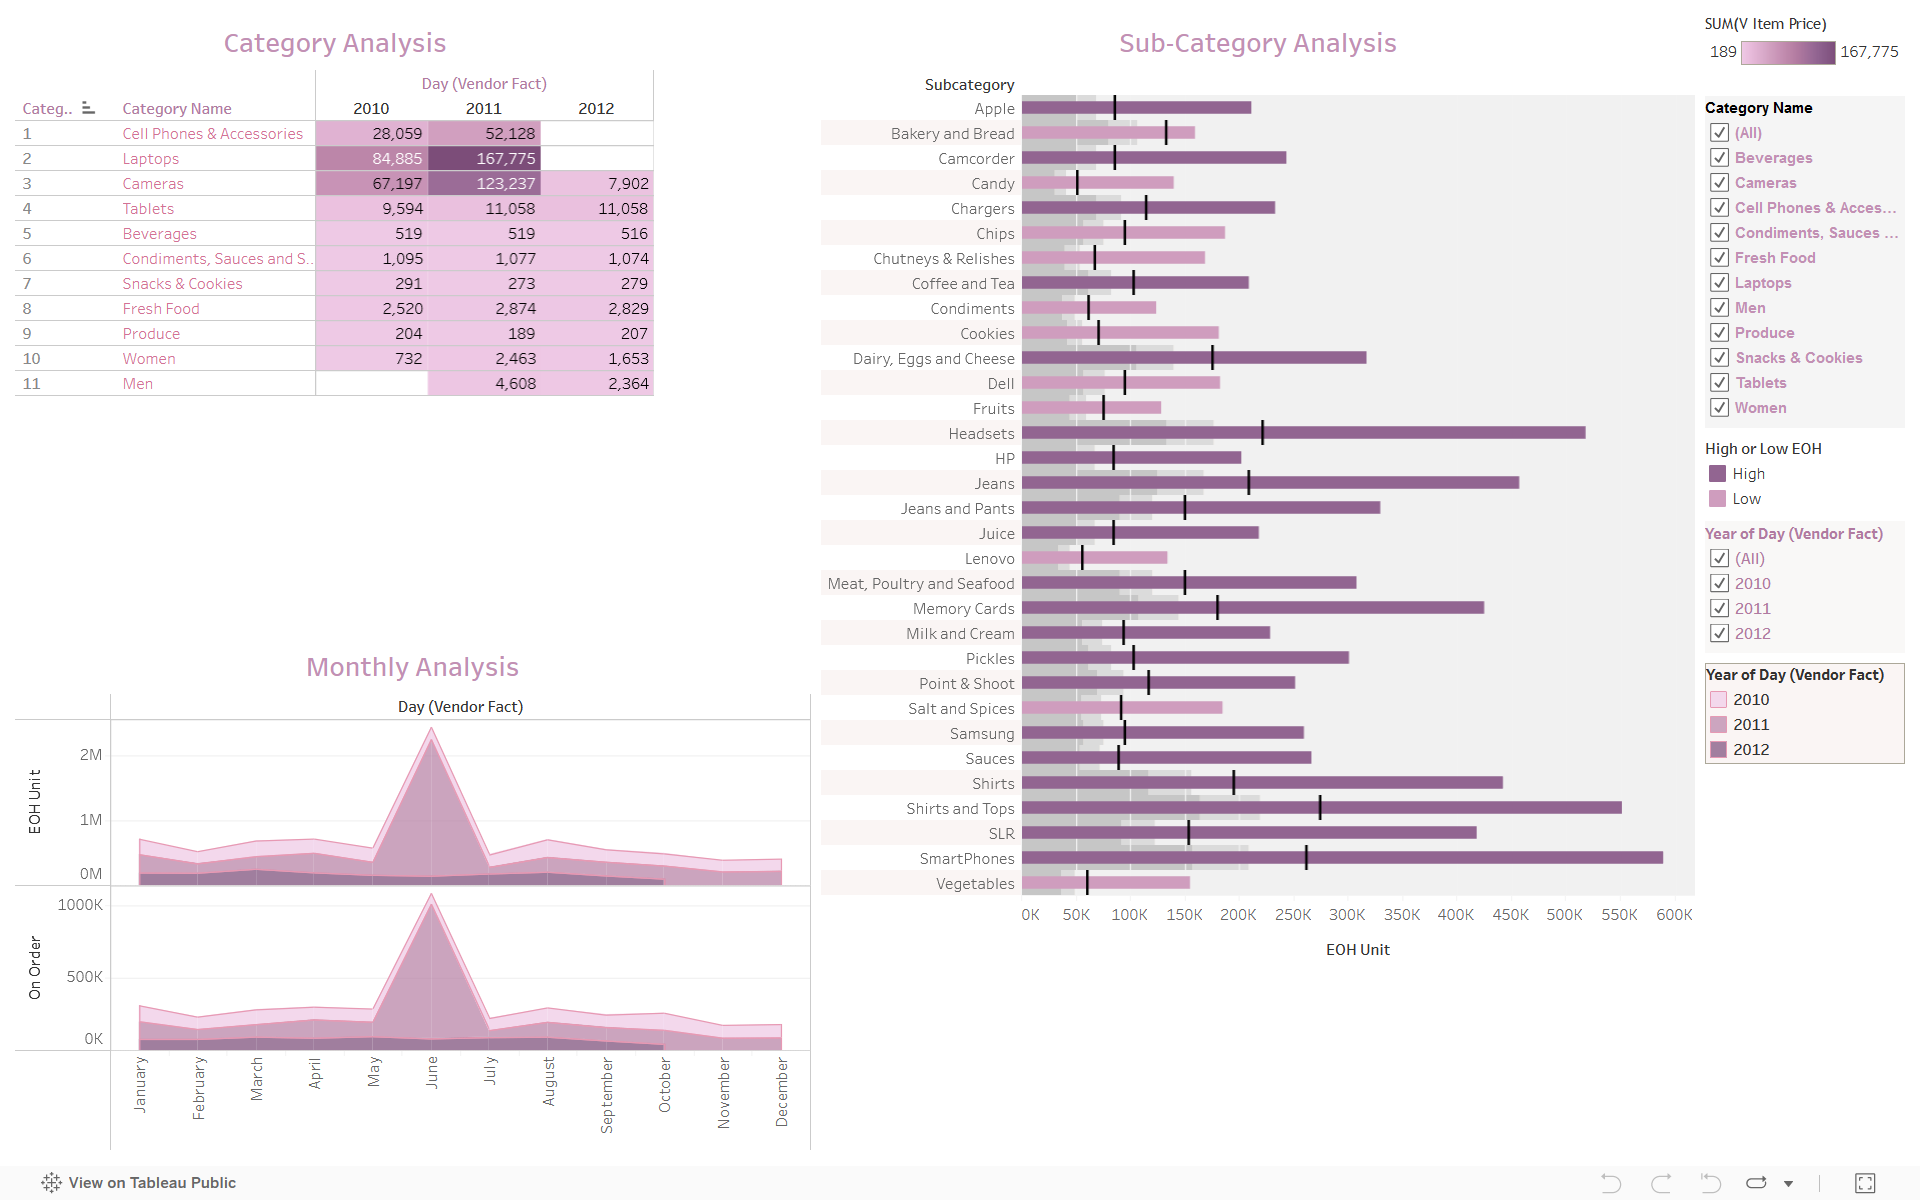 Category Analysis
Day (Vendor Fact)
Categ.. Category Name 2010 2011 2012
1 Cell Phones & Accessories 28,059 52,128
2 Laptops 84,885 167,775
3 Cameras 67,197 123,237 7,902
4 Tablets 9,594 11,058 11,058
5 Beverages 519 519 516
6 Condiments, Sauces and S.. 1,095 1,077 1,074
7 Snacks & Cookies 291 273 279
8 Fresh Food 2,520 2,874 2,829
9 Produce 204 189 207
10 Women 732 2,463 1,653
11 Men 4,608 2,364
Monthly Analysis
Day (Vendor Fact)
EOH Unit
2M
1M
0M
On Order
1000K
500K
0K
January February March April May June July August September October November December
Sub-Category Analysis
Subcategory
Apple
Bakery and Bread
Camcorder
Candy
Chargers
Chips
Chutneys & Relishes
Coffee and Tea
Condiments
Cookies
Dairy, Eggs and Cheese
Dell
Fruits
Headsets
HP
Jeans
Jeans and Pants
Juice
Lenovo
Meat, Poultry and Seafood
Memory Cards
Milk and Cream
Pickles
Point & Shoot
Salt and Spices
Samsung
Sauces
Shirts
Shirts and Tops
SLR
SmartPhones
Vegetables
0K 50K 100K 150K 200K 250K 300K 350K 400K 450K 500K 550K 600K
EOH Unit
SUM(V Item Price)
189 167,775
Category Name
(All)
Beverages
Cameras
Cell Phones & Acces...
Condiments, Sauces ...
Fresh Food
Laptops
Men
Produce
Snacks & Cookies
Tablets
Women
High or Low EOH
High
Low
Year of Day (Vendor Fact)
(All)
2010
2011
2012
Year of Day (Vendor Fact)
2010
2011
2012
View on Tableau Public